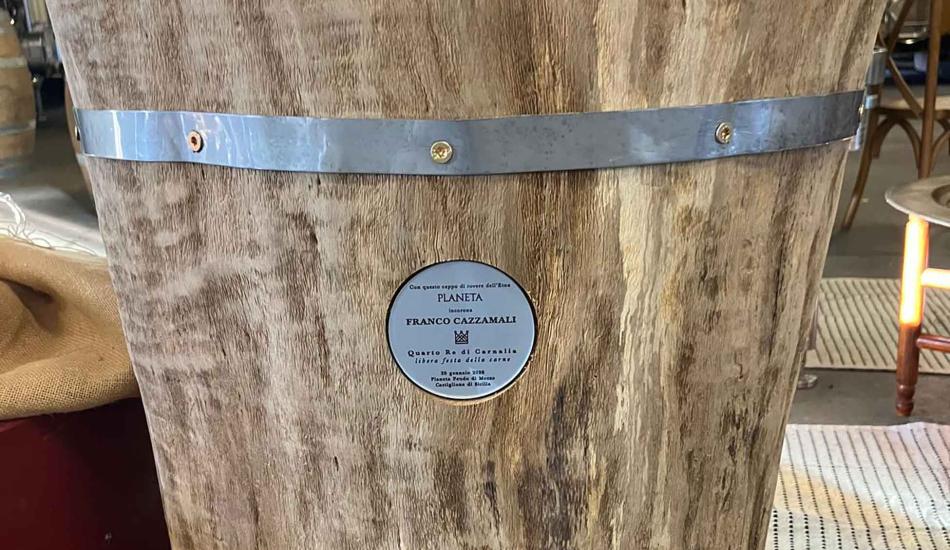 Con questo ceppo di rovere dell'Etna
PLANETA
incorona
FRANCO CAZZAMALI
Quarto Re di Carnalia
libera festa della carne
gennaio
Planeta Feudo di Mezzo
Castiglione di Sicilia